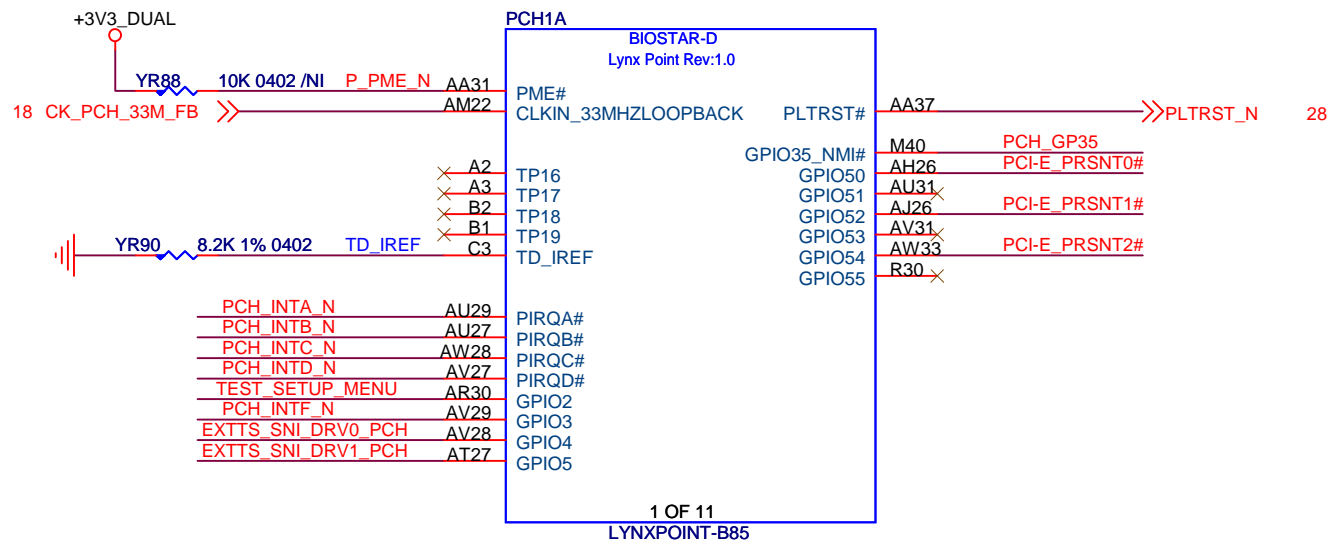 +3V3_DUAL
PCH1A
BIOSTAR-D
Lynx Point Rev:1.0
YR88 10K 0402 /NI P_PME_N AA31 PME#
18 CK_PCH_33M_FB AM22 CLKIN_33MHZLOOPBACK
PLTRST# AA37 PLTRST_N 28
GPIO35_NMI# M40 PCH_GP35
GPIO50 AH26 PCI-E_PRSNT0#
GPIO51 AU31
GPIO52 AJ26 PCI-E_PRSNT1#
GPIO53 AV31
GPIO54 AW33 PCI-E_PRSNT2#
GPIO55 R30
A2 TP16
A3 TP17
B2 TP18
B1 TP19
YR90 8.2K 1% 0402 TD_IREF C3 TD_IREF
PCH_INTA_N AU29 PIRQA#
PCH_INTB_N AU27 PIRQB#
PCH_INTC_N AW28 PIRQC#
PCH_INTD_N AV27 PIRQD#
TEST_SETUP_MENU AR30 GPIO2
PCH_INTF_N AV29 GPIO3
EXTTS_SNI_DRV0_PCH AV28 GPIO4
EXTTS_SNI_DRV1_PCH AT27 GPIO5
1 OF 11
LYNXPOINT-B85